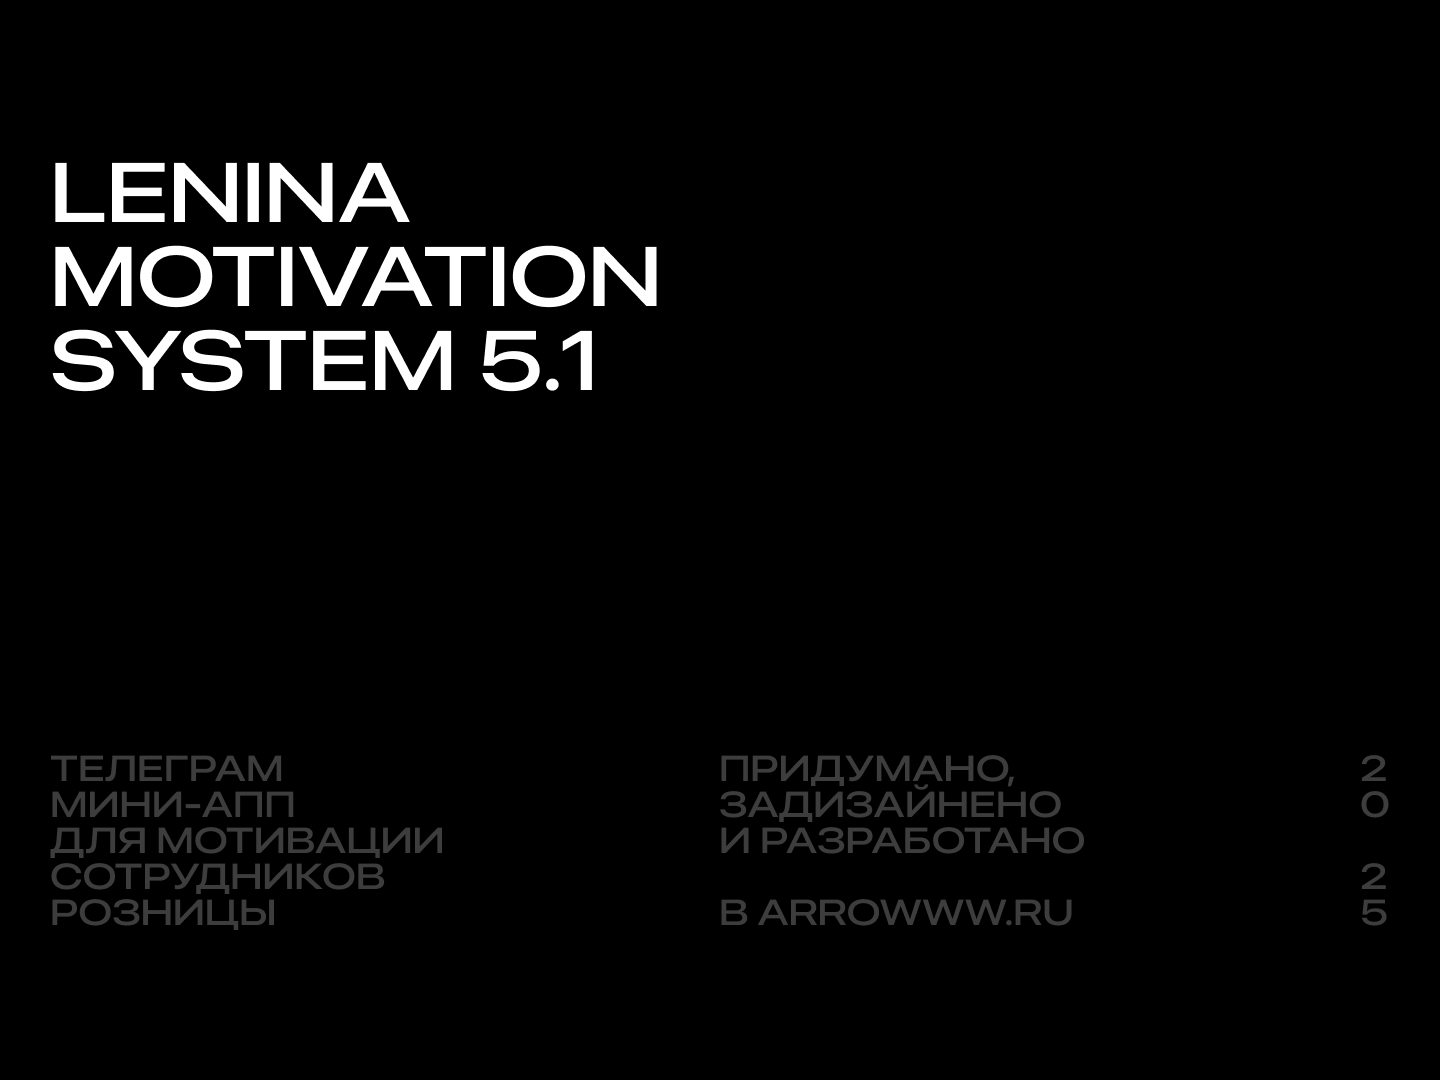 LENINA
MOTIVATION
SYSTEM 5.1
ТЕЛЕГРАМ
МИНИ-АПП
ДЛЯ МОТИВАЦИИ
СОТРУДНИКОВ
РОЗНИЦЫ
ПРИДУМАНО,
ЗАДИЗАЙНЕНО
И РАЗРАБОТАНО
В ARROWWW.RU
2
0
2
5